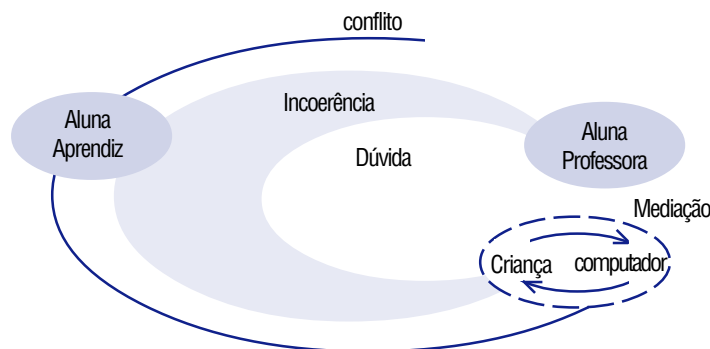 conflito
Incoerência
Aluna
Aprendiz
Aluna
Professora
Dúvida
Mediação
Criança
computador